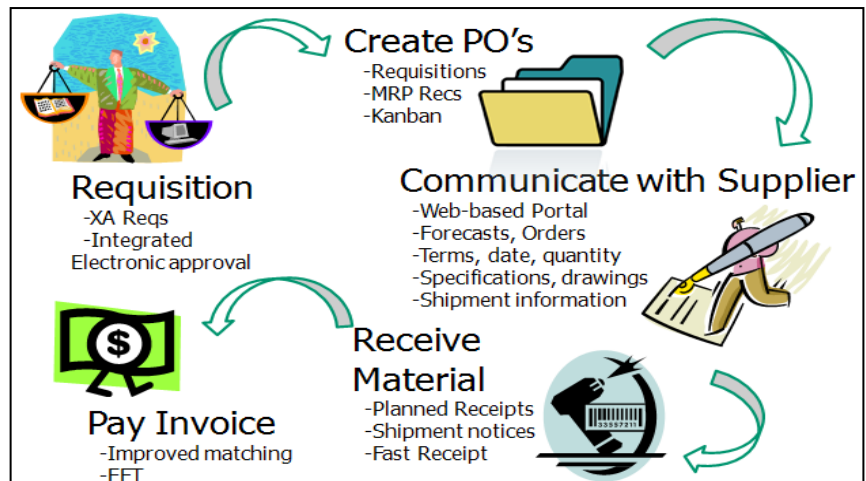 Requisition
-XA Reqs
-Integrated
Electronic approval
Create PO's
-Requisitions
-MRP Recs
-Kanban
Communicate with Supplier
-Web-based Portal
-Forecasts, Orders
-Terms, date, quantity
-Specifications, drawings
-Shipment information
Receive
Material
-Planned Receipts
-Shipment notices
-Fast Receipt
33557211
$
Pay Invoice
-Improved matching
-EFT